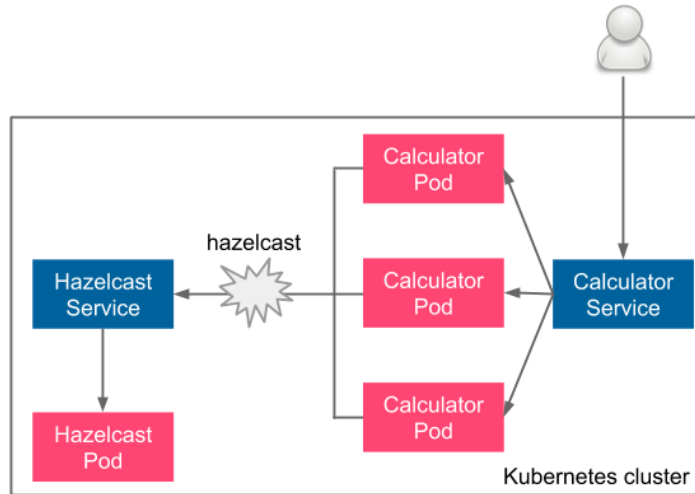 Calculator
Pod
hazelcast
Hazelcast
Service
Calculator
Pod
Calculator
Service
Calculator
Pod
Hazelcast
Pod
Kubernetes cluster